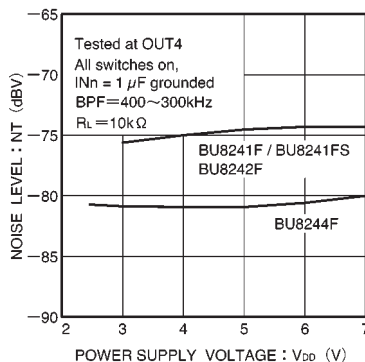 −65
−70
−75
−80
−85
−90
NOISE LEVEL : NT (dBV)
Tested at OUT4
All switches on,
INn = 1 μF grounded
BPF=400～300kHz
RL=10kΩ
BU8241F / BU8241FS
BU8242F
BU8244F
2 3 4 5 6 7
POWER SUPPLY VOLTAGE : VDD (V)